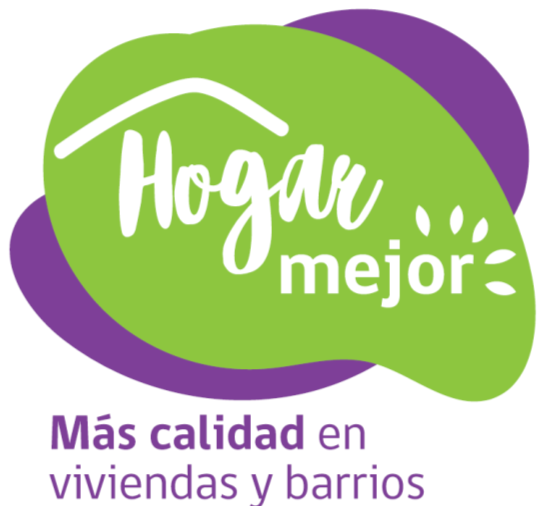 Hogar
mejor
Más calidad en
viviendas y barrios